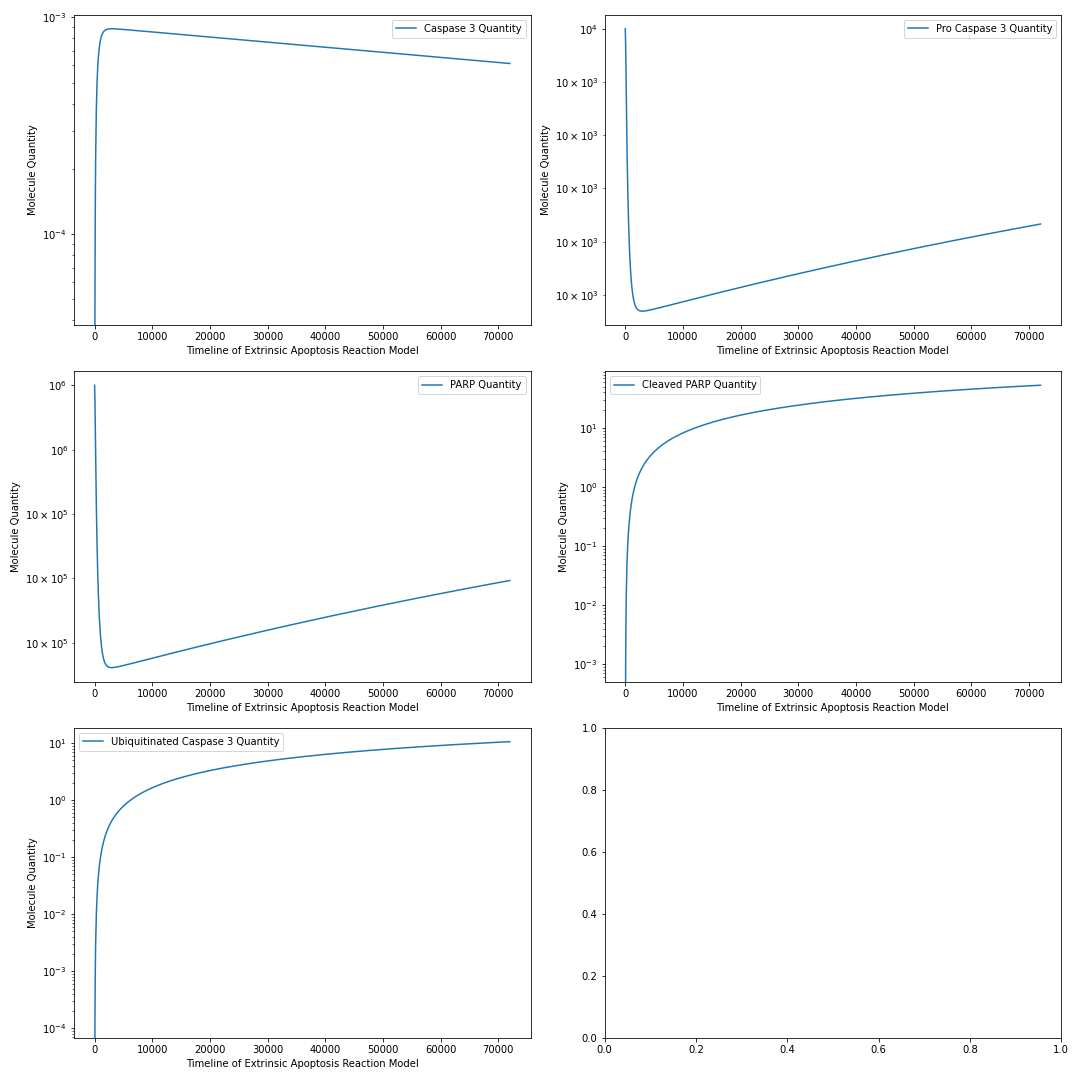 Caspase 3 Quantity
10⁻³
10⁻⁴
Molecule Quantity
0 10000 20000 30000 40000 50000 60000 70000
Timeline of Extrinsic Apoptosis Reaction Model
Pro Caspase 3 Quantity
10⁴
10 × 10³
10 × 10³
10 × 10³
10 × 10³
10 × 10³
Molecule Quantity
0 10000 20000 30000 40000 50000 60000 70000
Timeline of Extrinsic Apoptosis Reaction Model
PARP Quantity
10⁶
10⁶
10 × 10⁵
10 × 10⁵
10 × 10⁵
Molecule Quantity
0 10000 20000 30000 40000 50000 60000 70000
Timeline of Extrinsic Apoptosis Reaction Model
Cleaved PARP Quantity
10¹
10⁰
10⁻¹
10⁻²
10⁻³
Molecule Quantity
0 10000 20000 30000 40000 50000 60000 70000
Timeline of Extrinsic Apoptosis Reaction Model
Ubiquitinated Caspase 3 Quantity
10¹
10⁰
10⁻¹
10⁻²
10⁻³
10⁻⁴
Molecule Quantity
0 10000 20000 30000 40000 50000 60000 70000
Timeline of Extrinsic Apoptosis Reaction Model
1.0
0.8
0.6
0.4
0.2
0.0
0.0 0.2 0.4 0.6 0.8 1.0